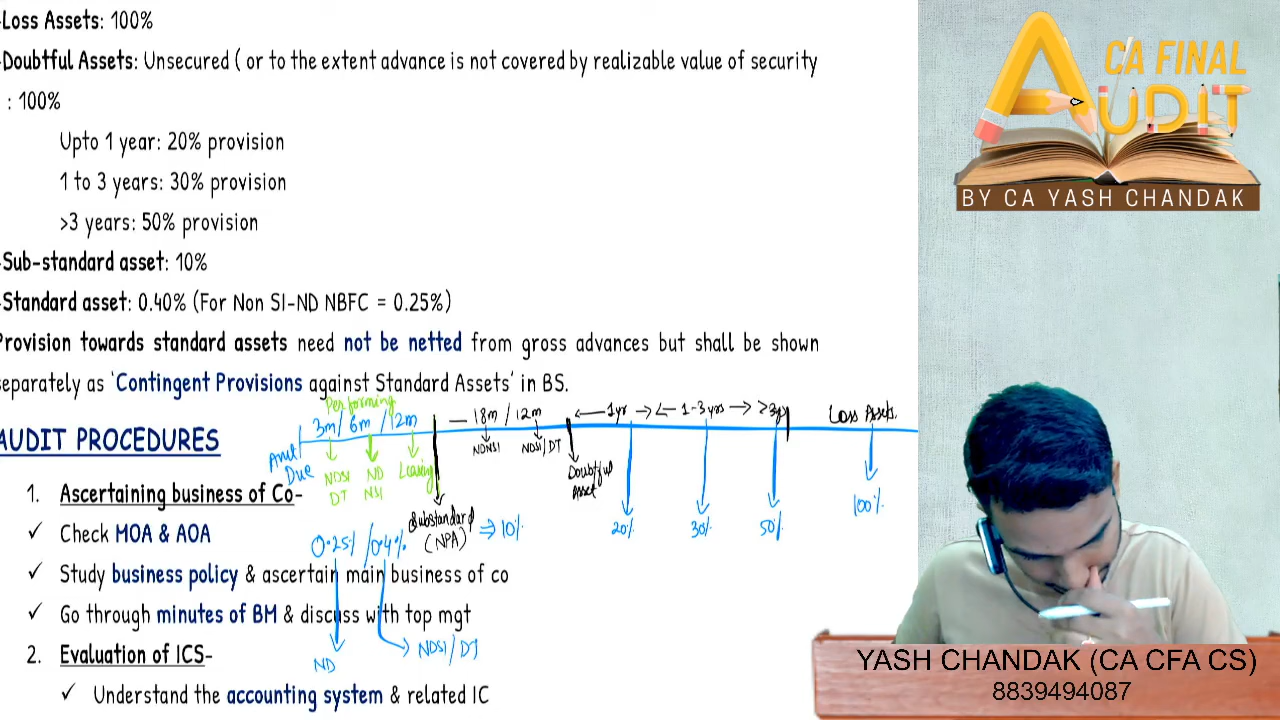 -Loss Assets: 100%
-Doubtful Assets: Unsecured ( or to the extent advance is not covered by realizable value of security
: 100%
Upto 1 year: 20% provision
1 to 3 years: 30% provision
>3 years: 50% provision
-Sub-standard asset: 10%
-Standard asset: 0.40% (For Non SI-ND NBFC = 0.25%)
Provision towards standard assets need not be netted from gross advances but shall be shown
separately as 'Contingent Provisions against Standard Assets' in BS.
Performing
3m/ 6m /12m — 18m / 12m 1yr 1-3yrs >3yrs Loss Assets
Due NDSI DT ND NSI Leasing NDNSI NDSI/DT Doubtful Asset
Substandard (NPA) ⇒ 10% 20% 30% 50% 100%
0.25% / 0.4%
ND NDSI/DT
AUDIT PROCEDURES
1. Ascertaining business of Co-
✓ Check MOA & AOA
✓ Study business policy & ascertain main business of co
✓ Go through minutes of BM & discuss with top mgt
2. Evaluation of ICS-
✓ Understand the accounting system & related IC
CA FINAL
AUDIT
BY CA YASH CHANDAK
YASH CHANDAK (CA CFA CS)
8839494087